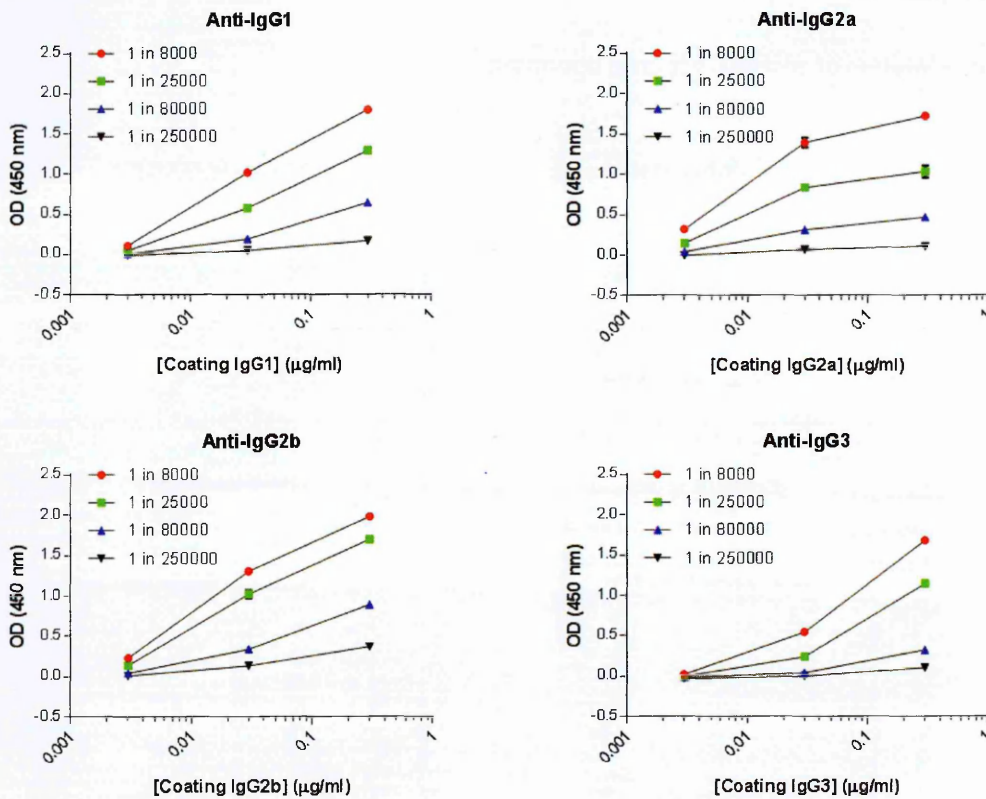 Anti-IgG1
2.5
2.0
1.5
1.0
0.5
0.0
-0.5
OD (450 nm)
1 in 8000
1 in 25000
1 in 80000
1 in 250000
0.001
0.01
0.1
1
[Coating IgG1] (μg/ml)
Anti-IgG2a
2.5
2.0
1.5
1.0
0.5
0.0
-0.5
OD (450 nm)
1 in 8000
1 in 25000
1 in 80000
1 in 250000
0.001
0.01
0.1
1
[Coating IgG2a] (μg/ml)
Anti-IgG2b
2.5
2.0
1.5
1.0
0.5
0.0
-0.5
OD (450 nm)
1 in 8000
1 in 25000
1 in 80000
1 in 250000
0.001
0.01
0.1
1
[Coating IgG2b] (μg/ml)
Anti-IgG3
2.5
2.0
1.5
1.0
0.5
0.0
-0.5
OD (450 nm)
1 in 8000
1 in 25000
1 in 80000
1 in 250000
0.001
0.01
0.1
1
[Coating IgG3] (μg/ml)